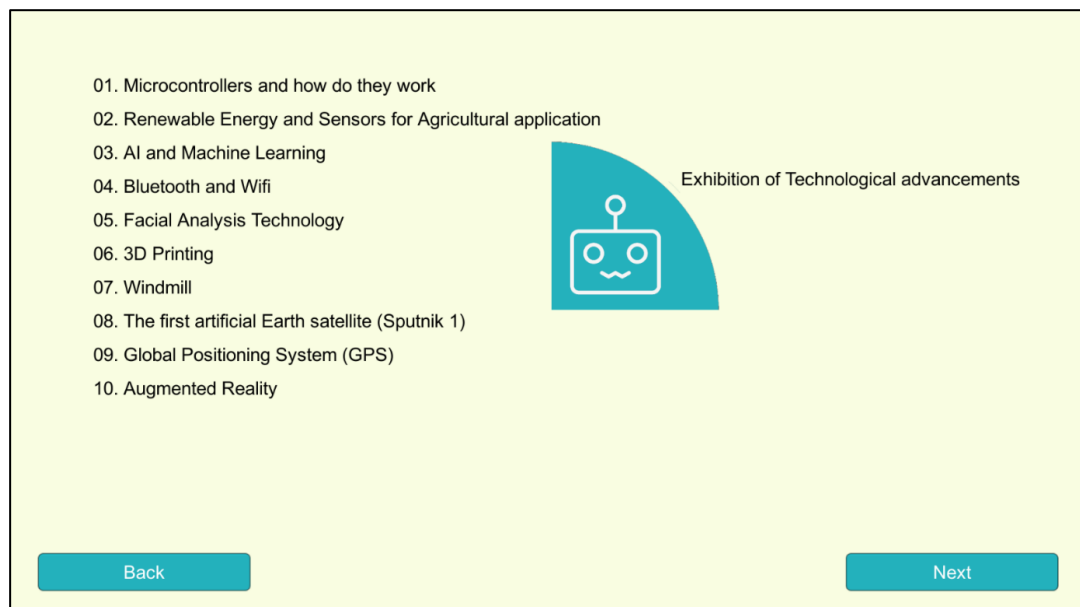 01. Microcontrollers and how do they work
02. Renewable Energy and Sensors for Agricultural application
03. AI and Machine Learning
04. Bluetooth and Wifi
05. Facial Analysis Technology
06. 3D Printing
07. Windmill
08. The first artificial Earth satellite (Sputnik 1)
09. Global Positioning System (GPS)
10. Augmented Reality
Exhibition of Technological advancements
Back
Next